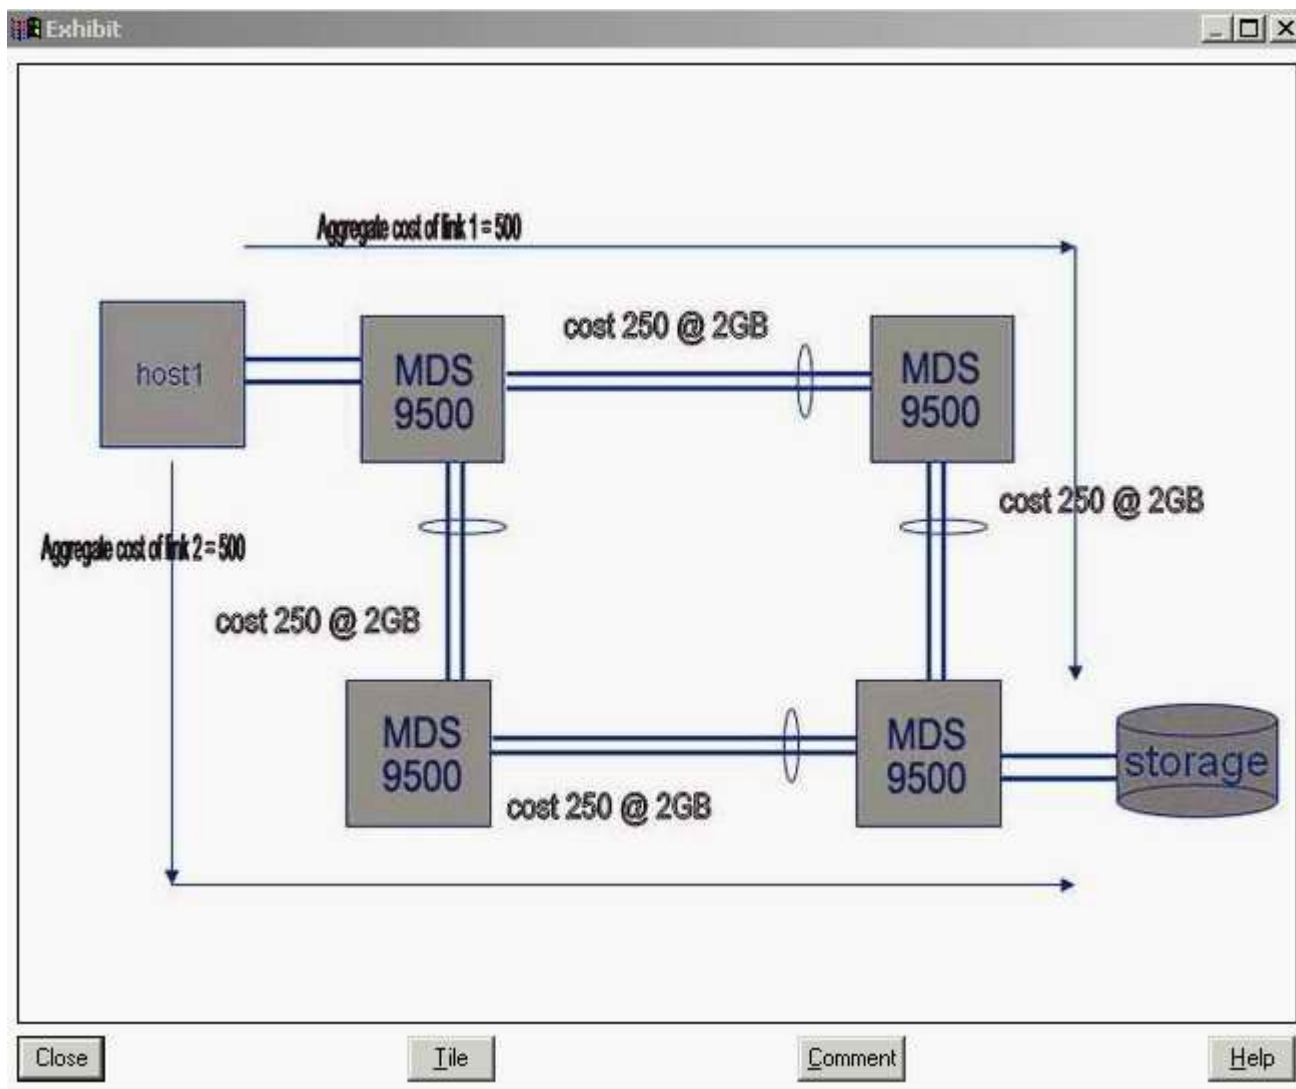 Exhibit
Aggregate cost of link 1 = 500
cost 250 @ 2GB
host1
MDS
9500
MDS
9500
cost 250 @ 2GB
Aggregate cost of link 2 = 500
cost 250 @ 2GB
MDS
9500
MDS
9500
storage
cost 250 @ 2GB
Close
Tile
Comment
Help